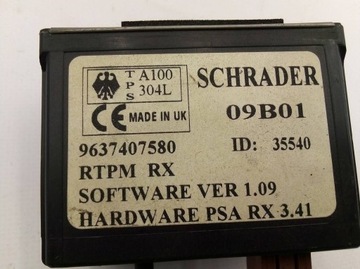 TPS A100 304L
SCHRADER
CE MADE IN UK
09B01
9637407580 ID: 35540
RTPM RX
SOFTWARE VER 1.09
HARDWARE PSA RX 3.41